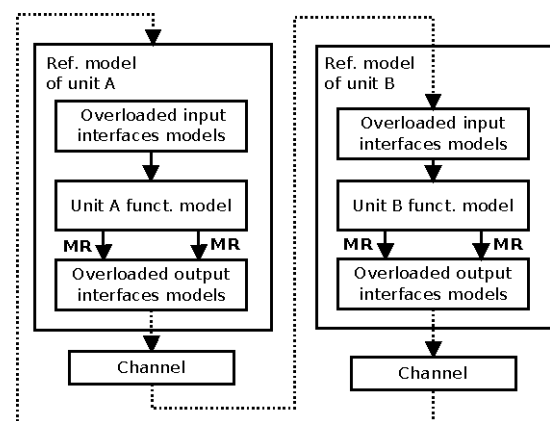 Ref. model
of unit A
Overloaded input
interfaces models
Unit A funct. model
MR
MR
Overloaded output
interfaces models
Channel
Ref. model
of unit B
Overloaded input
interfaces models
Unit B funct. model
MR
MR
Overloaded output
interfaces models
Channel